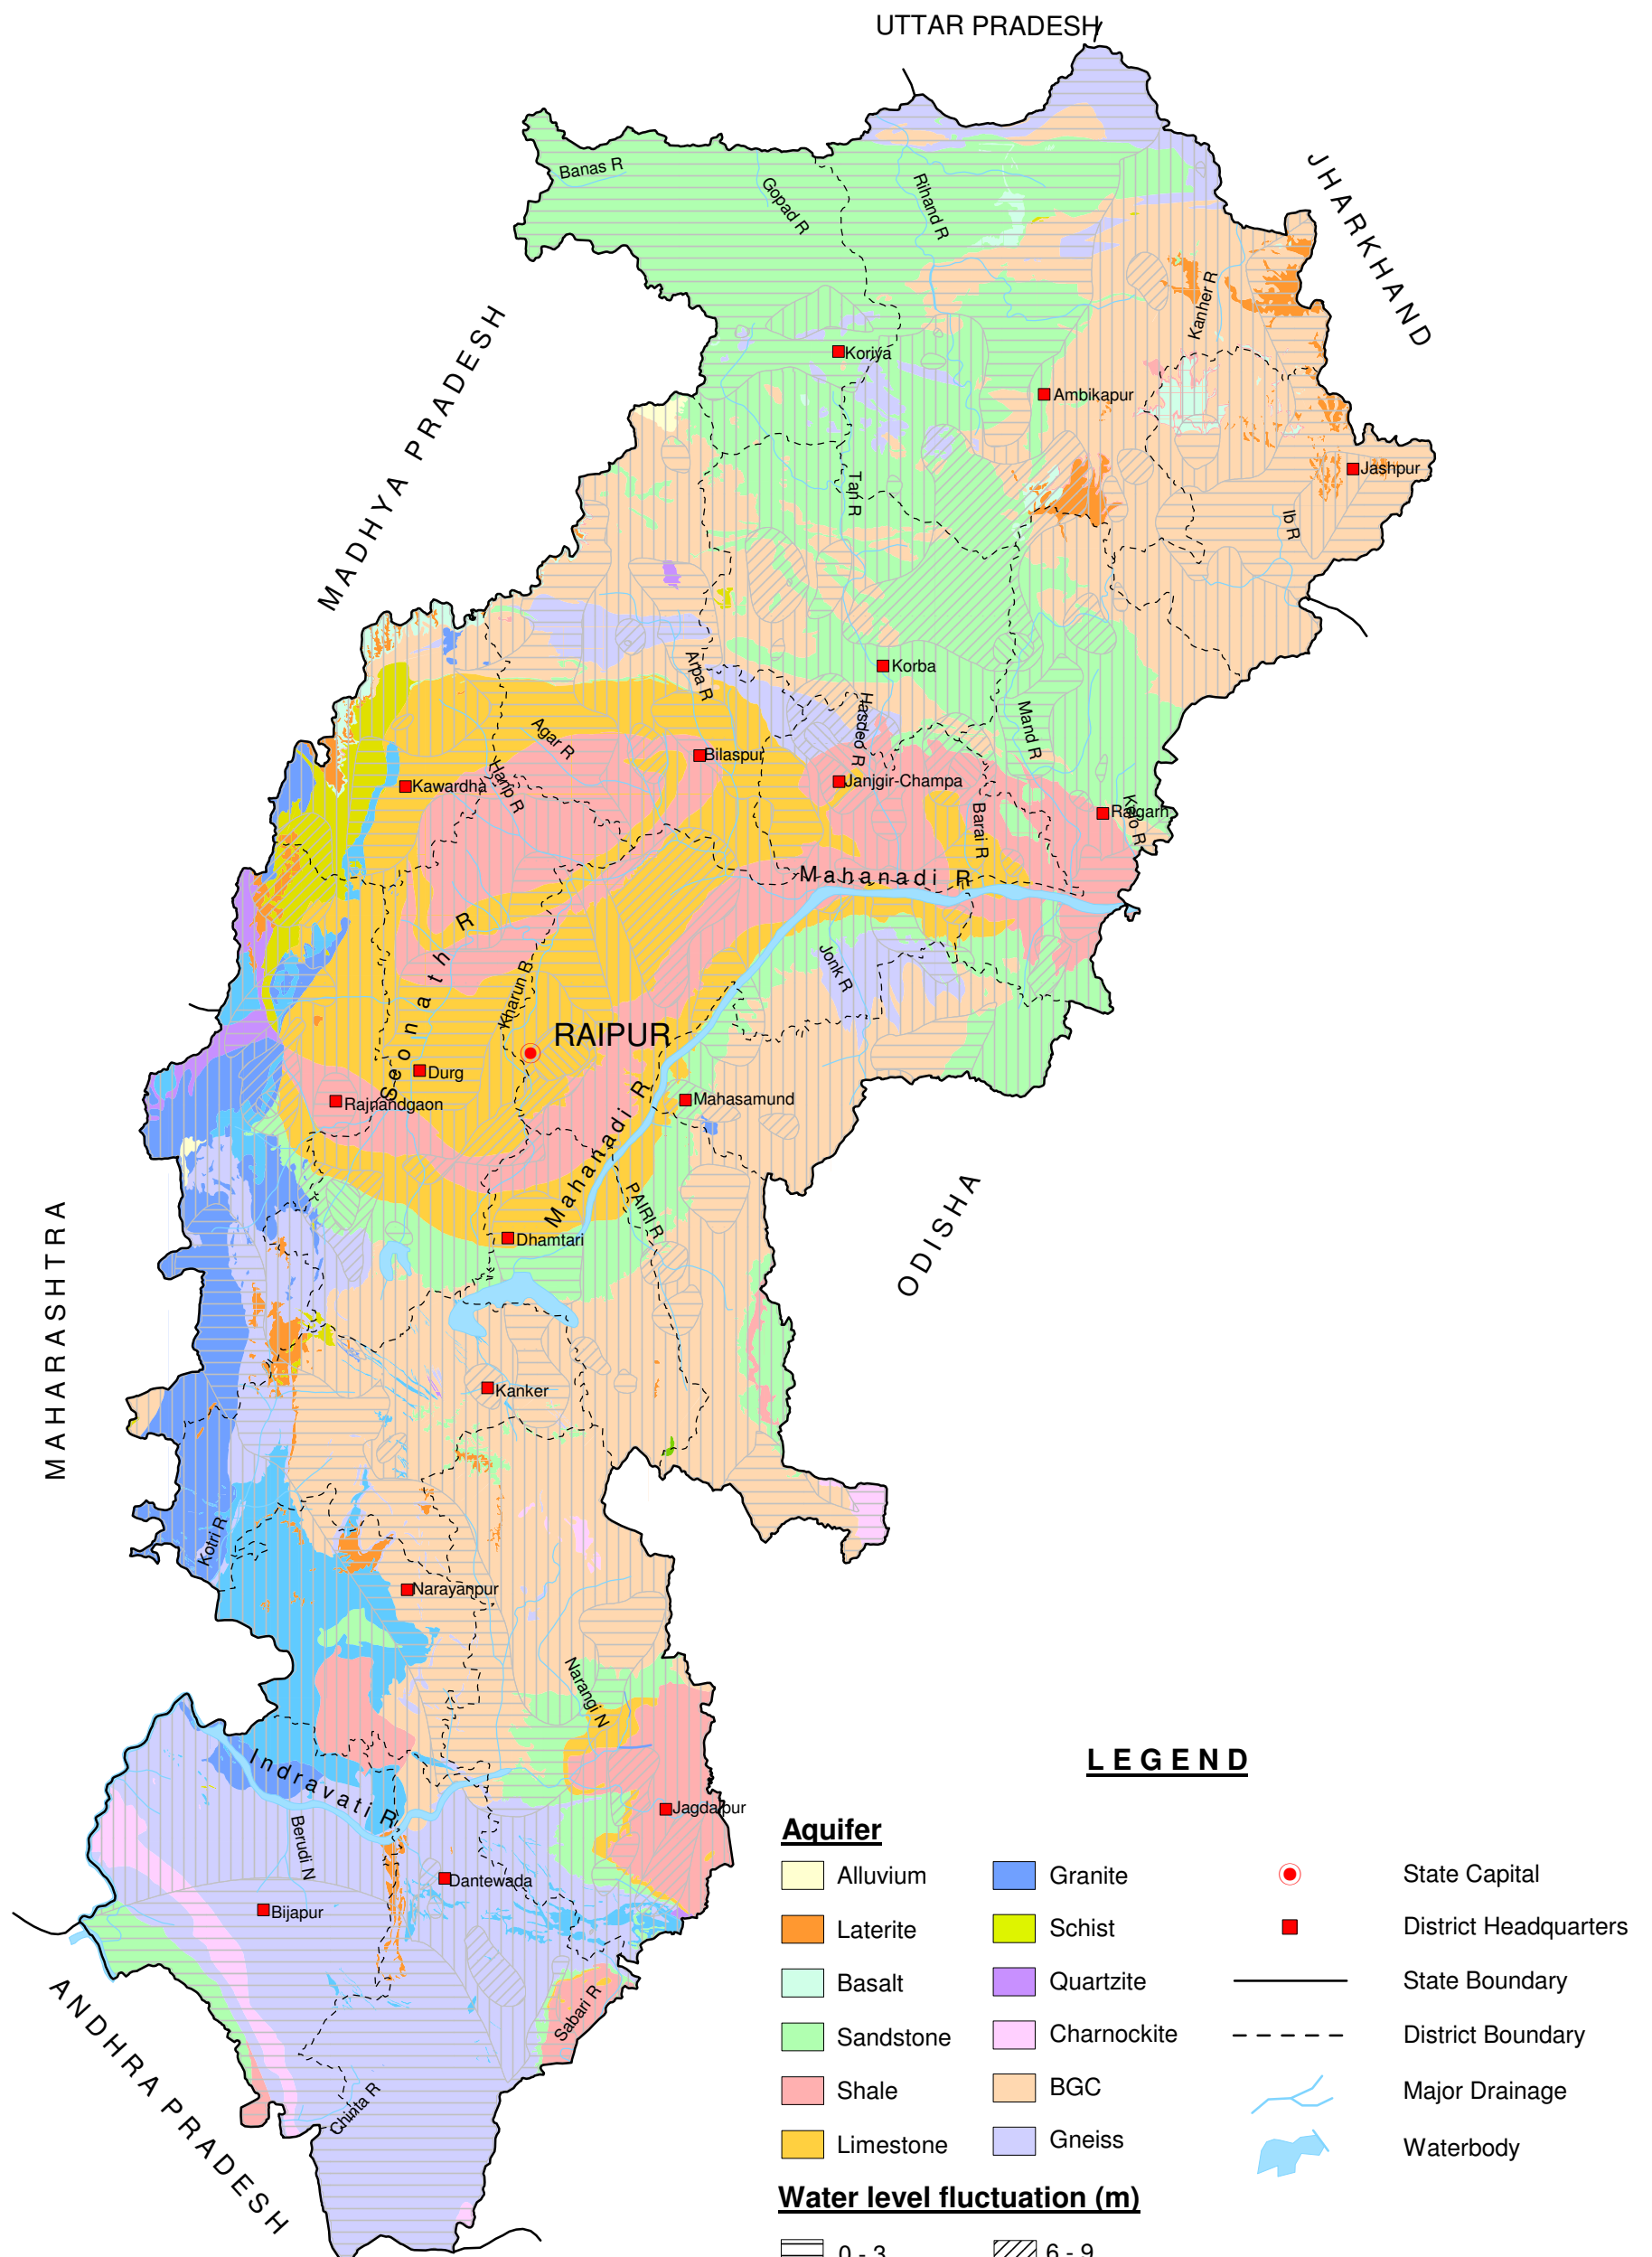 UTTAR PRADESH
JHARKHAND
Banas R
Gopad R
Rihand R
Kanher R
MADHYA PRADESH
Koriya
Ambikapur
Jashpur
Tan R
Ib R
Korba
Arpa R
Hasdeo R
Mand R
Agar R
Bilaspur
Kawardha
Hanp R
Janjgir-Champa
Barai R
Raigarh
Kelo R
Mahanadi R
Seonath R
Kharun R
Jonk R
RAIPUR
Durg
Rajnandgaon
Mahasamund
Mahanadi R
PAIRI R
Dhamtari
ODISHA
MAHARASHTRA
Kanker
Kotri R
Narayanpur
Narangi N
Indravati R
Berudi N
Jagdalpur
Dantewada
Bijapur
Sabari R
Chinta R
ANDHRA PRADESH
LEGEND
Aquifer
Alluvium
Laterite
Basalt
Sandstone
Shale
Limestone
Granite
Schist
Quartzite
Charnockite
BGC
Gneiss
State Capital
District Headquarters
State Boundary
District Boundary
Major Drainage
Waterbody
Water level fluctuation (m)
0 - 3
6 - 9